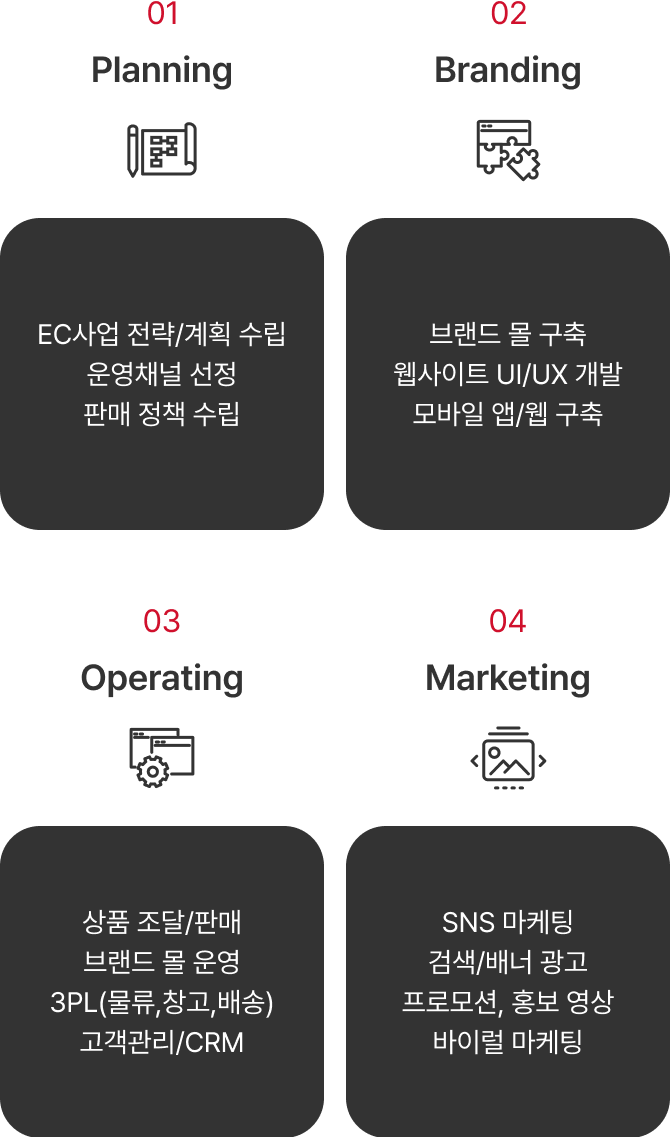 01
Planning
EC사업 전략/계획 수립
운영채널 선정
판매 정책 수립
02
Branding
브랜드 몰 구축
웹사이트 UI/UX 개발
모바일 앱/웹 구축
03
Operating
상품 조달/판매
브랜드 몰 운영
3PL(물류,창고,배송)
고객관리/CRM
04
Marketing
SNS 마케팅
검색/배너 광고
프로모션, 홍보 영상
바이럴 마케팅